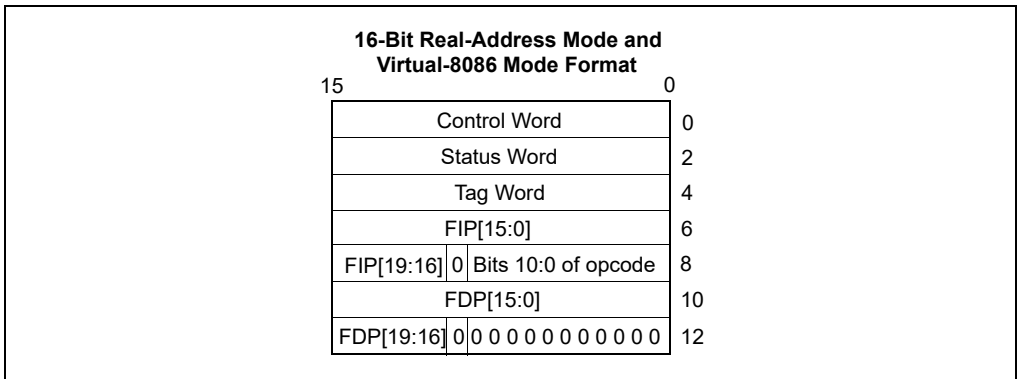 16-Bit Real-Address Mode and
Virtual-8086 Mode Format
15 0
Control Word 0
Status Word 2
Tag Word 4
FIP[15:0] 6
FIP[19:16] 0 Bits 10:0 of opcode 8
FDP[15:0] 10
FDP[19:16] 0 0 0 0 0 0 0 0 0 0 0 0 12